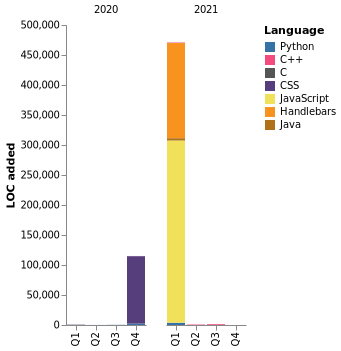 2020 2021
Language
Python
C++
C
CSS
JavaScript
Handlebars
Java
LOC added
500,000
450,000
400,000
350,000
300,000
250,000
200,000
150,000
100,000
50,000
0
Q1 Q2 Q3 Q4 Q1 Q2 Q3 Q4